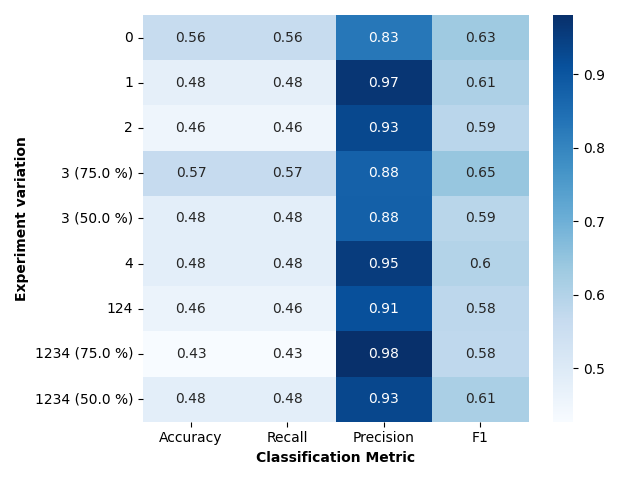 0 0.56 0.56 0.83 0.63
1 0.48 0.48 0.97 0.61
2 0.46 0.46 0.93 0.59
3 (75.0 %) 0.57 0.57 0.88 0.65
3 (50.0 %) 0.48 0.48 0.88 0.59
4 0.48 0.48 0.95 0.6
124 0.46 0.46 0.91 0.58
1234 (75.0 %) 0.43 0.43 0.98 0.58
1234 (50.0 %) 0.48 0.48 0.93 0.61
Accuracy Recall Precision F1
Classification Metric
Experiment variation
0.9
0.8
0.7
0.6
0.5